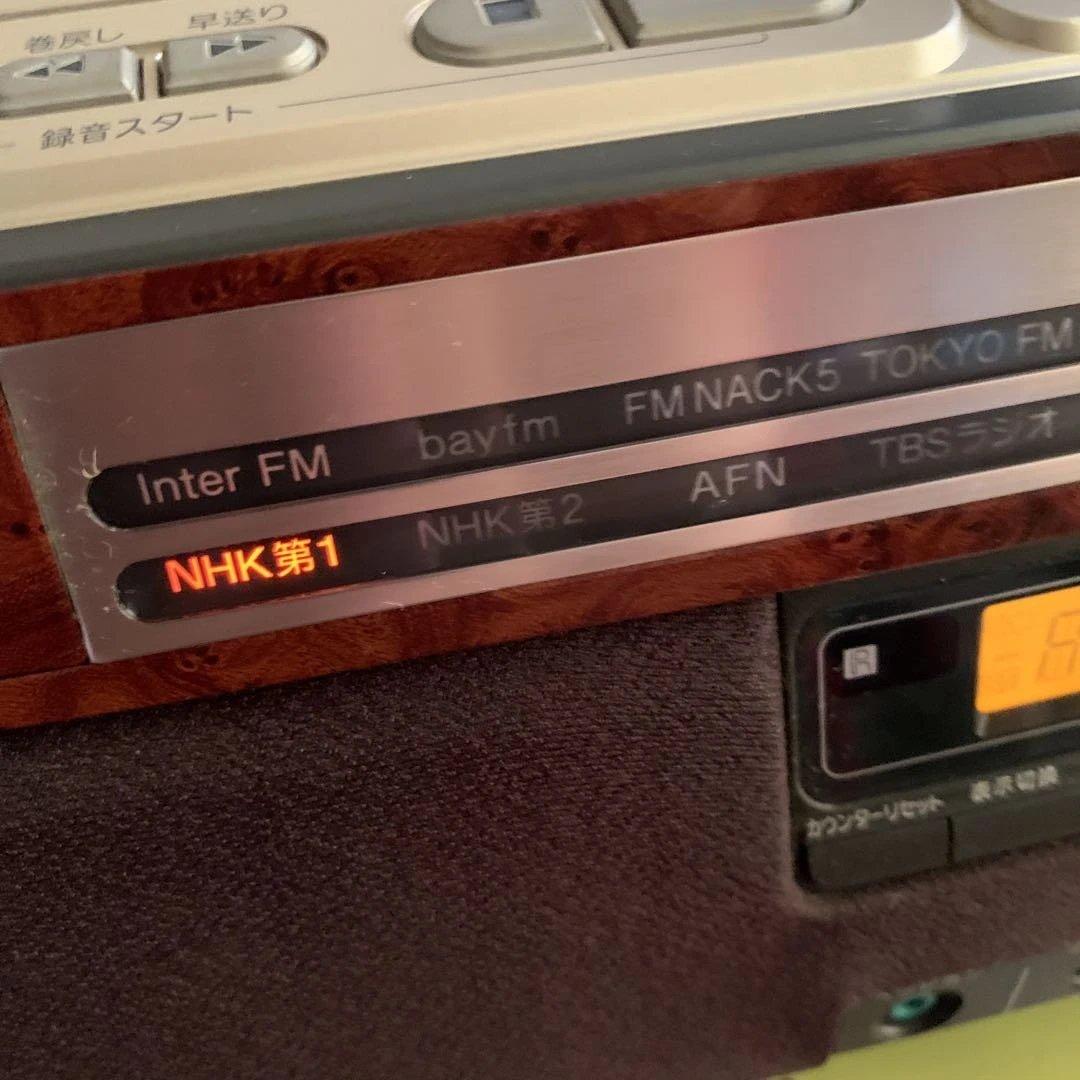 巻戻し 早送り
録音スタート
Inter FM bayfm FM NACK5 TOKYO FM
NHK第1 NHK第2 AFN TBSラジオ
IR
カウンターリセット 表示切換